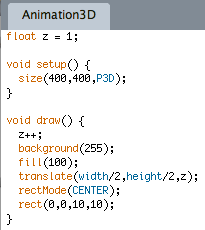 Animation3D
float z = 1;
void setup() {
size(400,400,P3D);
}
void draw() {
z++;
background(255);
fill(100);
translate(width/2,height/2,z);
rectMode(CENTER);
rect(0,0,10,10);
}